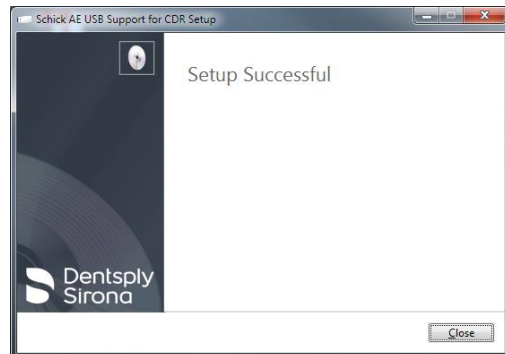 Schick AE USB Support for CDR Setup
Setup Successful
Dentsply
Sirona
Close